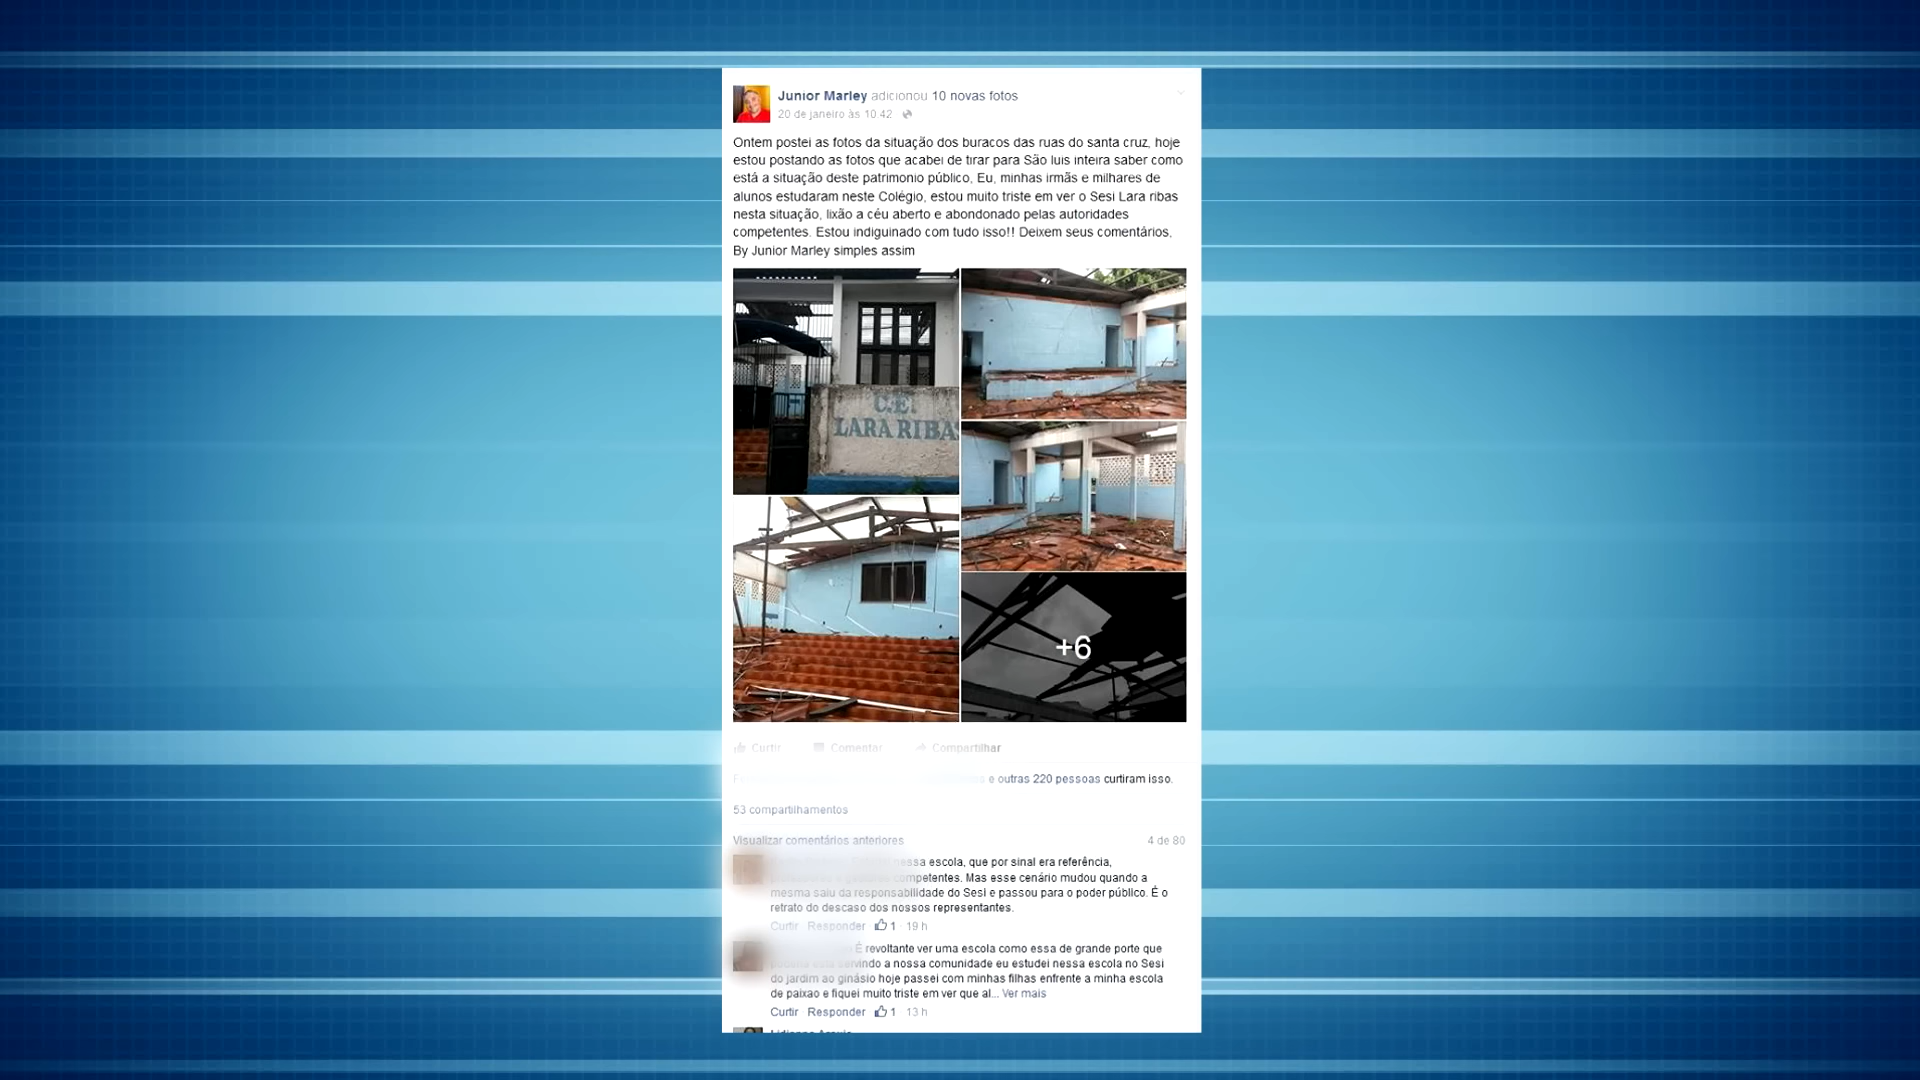 Junior Marley adicionou 10 novas fotos
20 de janeiro às 10:42
Ontem postei as fotos da situação dos buracos das ruas do santa cruz, hoje
estou postando as fotos que acabei de tirar para São luis inteira saber como
está a situação deste patrimonio público, Eu, minhas irmãs e milhares de
alunos estudaram neste Colégio, estou muito triste em ver o Sesi Lara ribas
nesta situação, lixão a céu aberto e abondonado pelas autoridades
competentes. Estou indiguinado com tudo isso!! Deixem seus comentários,
By Junior Marley simples assim
C.E.
LARA RIBAS
+6
Curtir Comentar Compartilhar
e outras 220 pessoas curtiram isso.
53 compartilhamentos
Visualizar comentários anteriores 4 de 80
nessa escola, que por sinal era referência,
competentes. Mas esse cenário mudou quando a
mesma saiu da responsabilidade do Sesi e passou para o poder público. É o
retrato do descaso dos nossos representantes.
Curtir Responder 1 · 19 h
É revoltante ver uma escola como essa de grande porte que
servindo a nossa comunidade eu estudei nessa escola no Sesi
do jardim ao ginásio hoje passei com minhas filhas enfrente a minha escola
de paixao e fiquei muito triste em ver que al... Ver mais
Curtir Responder 1 · 13 h